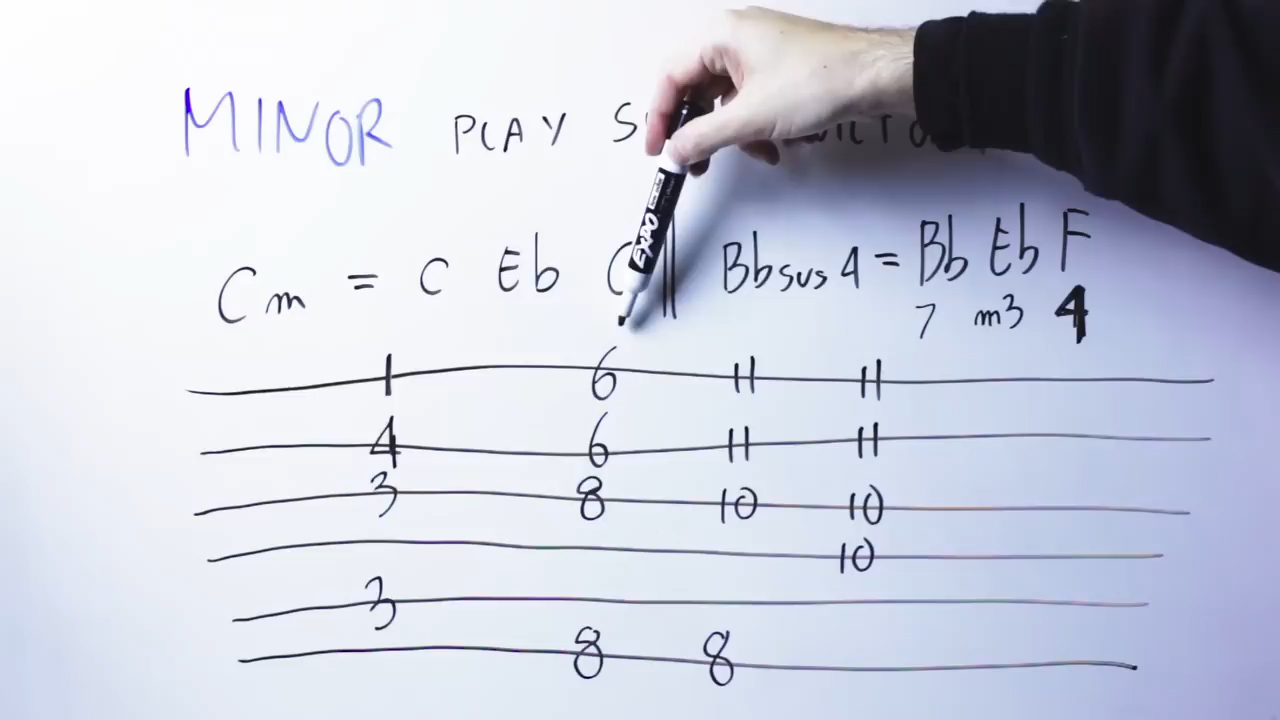 MINOR PLAY
Cm = C Eb Bbsus4 = Bb Eb F
7 m3 4
EXPO
1 6 11 11
4 6 11 11
3 8 10 10
10
3
8 8